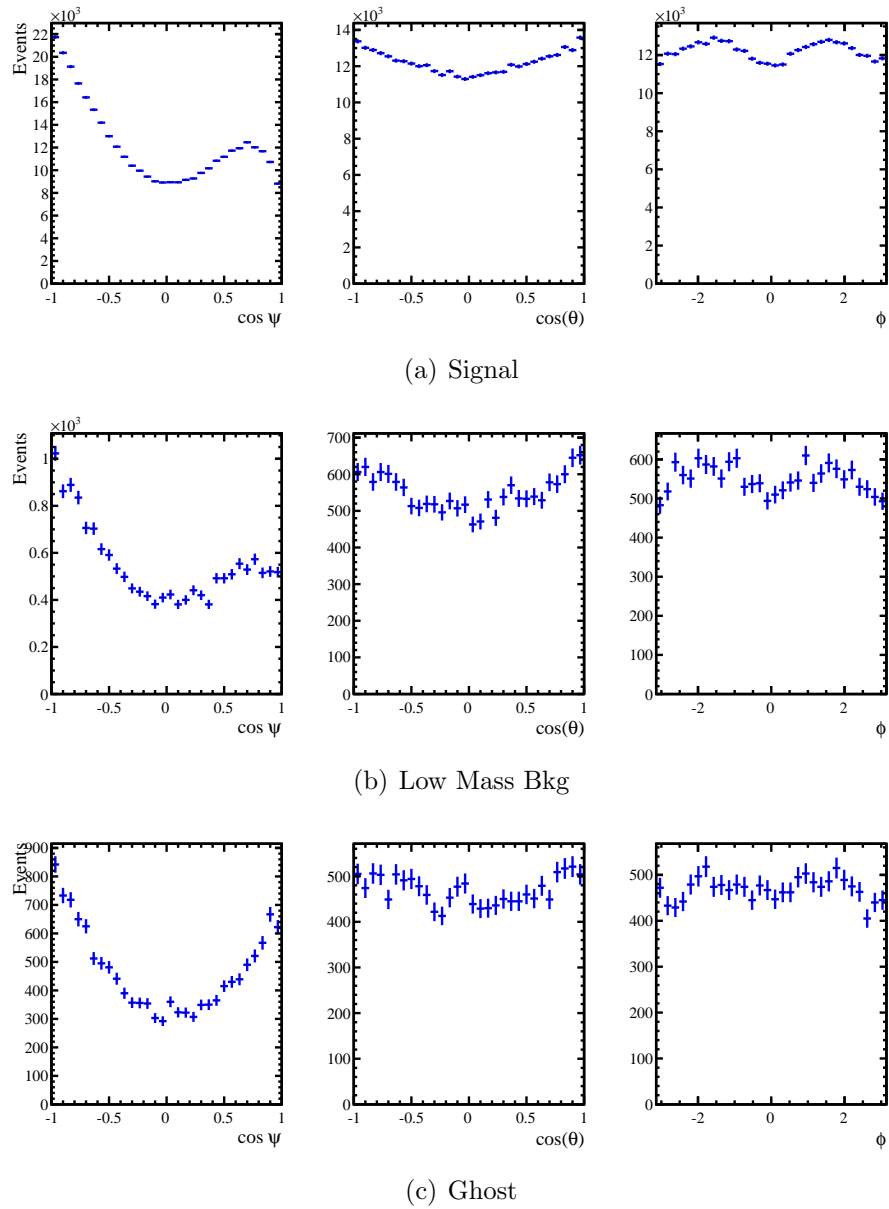 ×10³ ×10³ ×10³
Events
22
20
18
16
14
12
10
8
6
4
2
0
-1 -0.5 0 0.5 1
cos ψ
14
12
10
8
6
4
2
0
-1 -0.5 0 0.5 1
cos(θ)
12
10
8
6
4
2
0
-2 0 2
ϕ
(a) Signal
×10³
Events
1
0.8
0.6
0.4
0.2
0
-1 -0.5 0 0.5 1
cos ψ
700
600
500
400
300
200
100
0
-1 -0.5 0 0.5 1
cos(θ)
600
500
400
300
200
100
0
-2 0 2
ϕ
(b) Low Mass Bkg
Events
900
800
700
600
500
400
300
200
100
0
-1 -0.5 0 0.5 1
cos ψ
500
400
300
200
100
0
-1 -0.5 0 0.5 1
cos(θ)
500
400
300
200
100
0
-2 0 2
ϕ
(c) Ghost